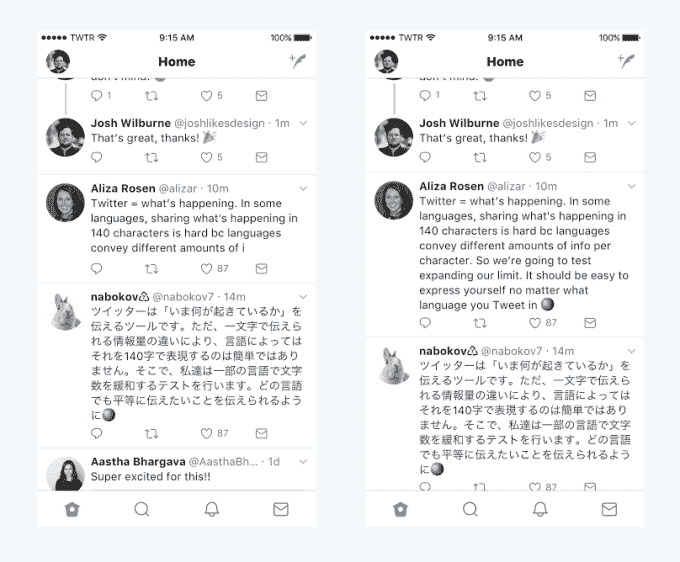 TWTR
9:15 AM
100%
Home
1
5
Josh Wilburne @joshlikesdesign · 1m
That's great, thanks! 🎉
5
Aliza Rosen @alizar · 10m
Twitter = what's happening. In some
languages, sharing what's happening in
140 characters is hard bc languages
convey different amounts of i
87
nabokov @nabokov7 · 14m
ツイッターは「いま何が起きているか」を
伝えるツールです。ただ、一文字で伝えら
れる情報量の違いにより、言語によっては
それを140字で表現するのは簡単ではあり
ません。そこで、私達は一部の言語で文字
数を緩和するテストを行います。どの言語
でも平等に伝えたいことを伝えられるよう
に
87
Aastha Bhargava @AasthaBh... · 1d
Super excited for this!!
TWTR
9:15 AM
100%
Home
1
5
Josh Wilburne @joshlikesdesign · 1m
That's great, thanks! 🎉
5
Aliza Rosen @alizar · 10m
Twitter = what's happening. In some
languages, sharing what's happening in
140 characters is hard bc languages
convey different amounts of info per
character. So we're going to test
expanding our limit. It should be easy to
express yourself no matter what
language you Tweet in
87
nabokov @nabokov7 · 14m
ツイッターは「いま何が起きているか」を
伝えるツールです。ただ、一文字で伝えら
れる情報量の違いにより、言語によっては
それを140字で表現するのは簡単ではあり
ません。そこで、私達は一部の言語で文字
数を緩和するテストを行います。どの言語
でも平等に伝えたいことを伝えられるよう
に
87